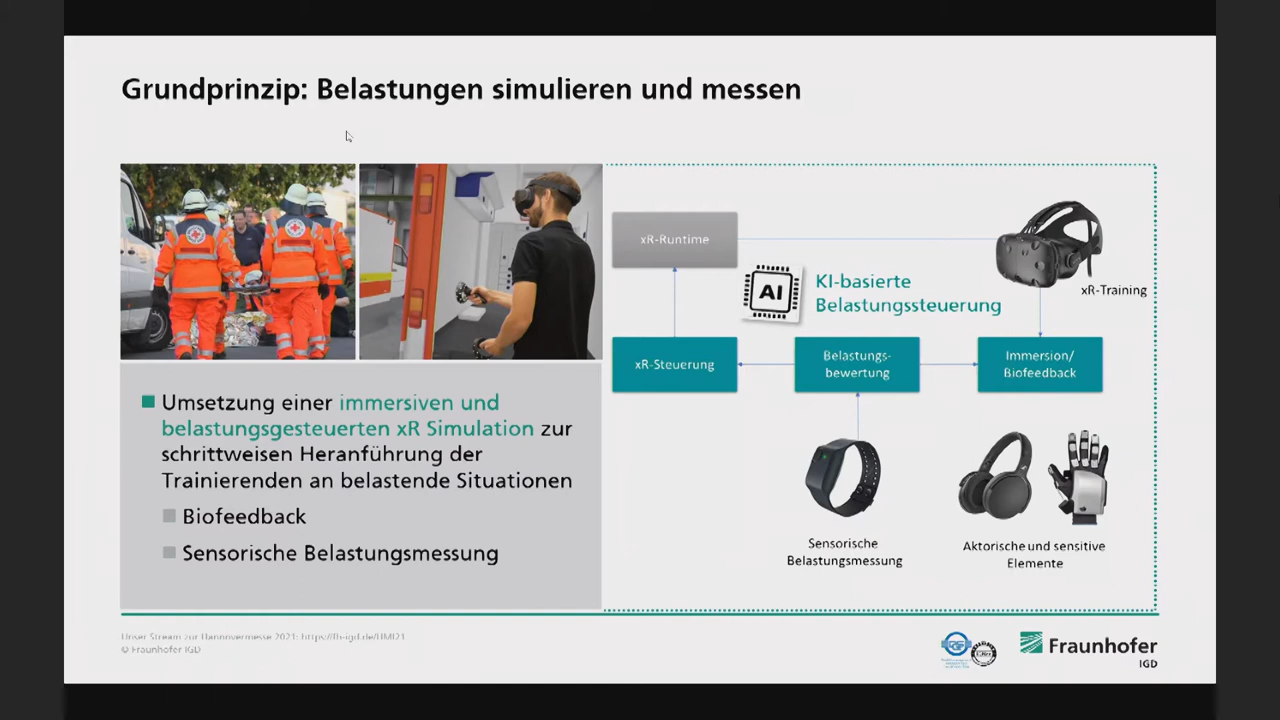 Grundprinzip: Belastungen simulieren und messen
Umsetzung einer immersiven und
belastungsgesteuerten xR Simulation zur
schrittweisen Heranführung der
Trainierenden an belastende Situationen
Biofeedback
Sensorische Belastungsmessung
xR-Runtime
AI
KI-basierte
Belastungssteuerung
xR-Training
xR-Steuerung
Belastungs-
bewertung
Immersion/
Biofeedback
Sensorische
Belastungsmessung
Aktorische und sensitive
Elemente
Unser Stream zur Hannovermesse 2021: https://fh-igd.de/HMI21
© Fraunhofer IGD
Fraunhofer
IGD